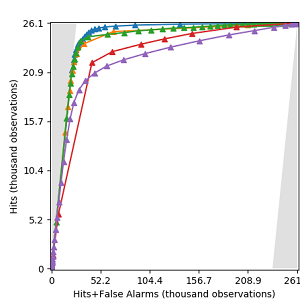 26.1
20.9
15.7
10.4
5.2
0
Hits (thousand observations)
0 52.2 104.4 156.7 208.9 261
Hits+False Alarms (thousand observations)